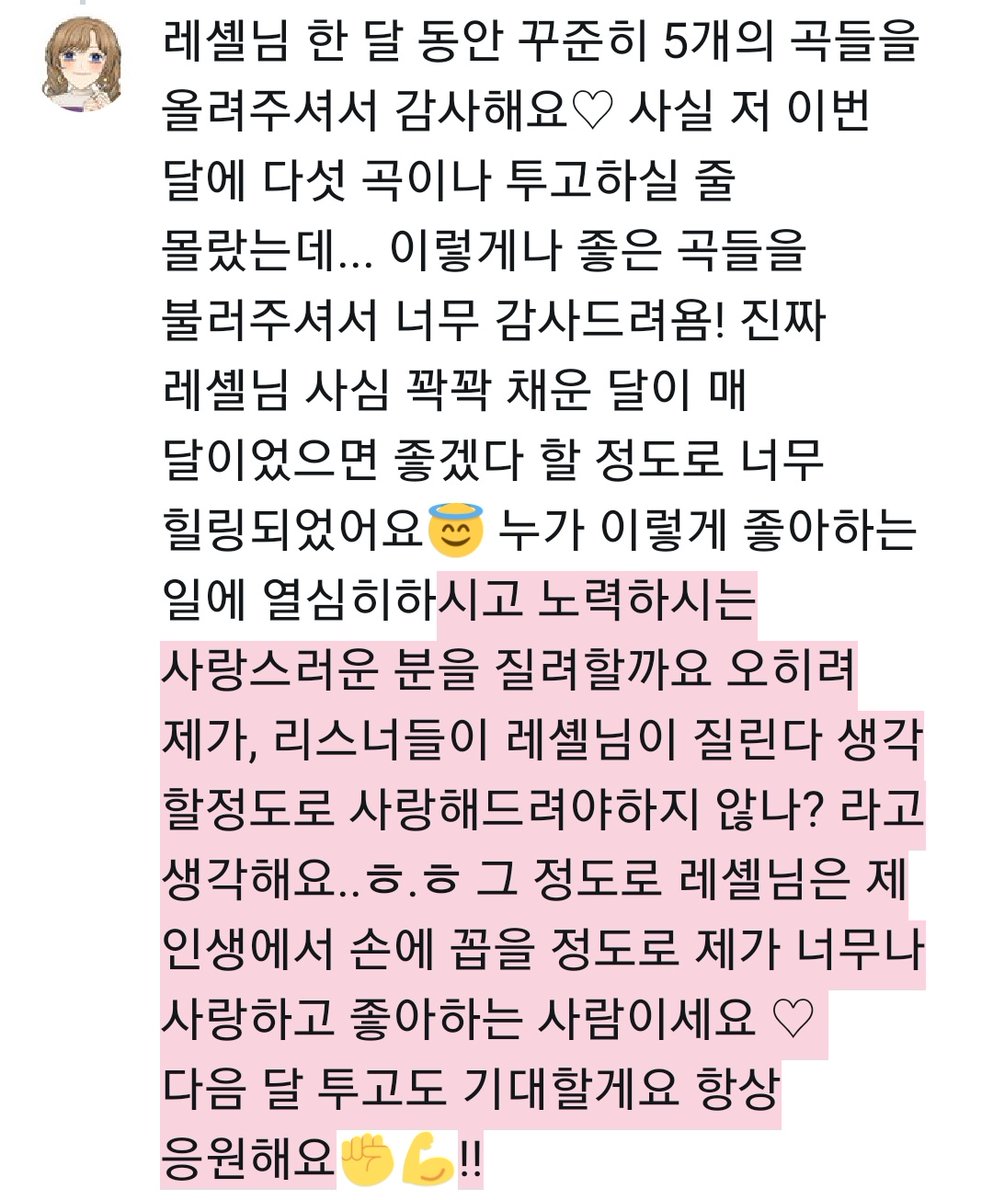 레셸님 한 달 동안 꾸준히 5개의 곡들을
올려주셔서 감사해요♡ 사실 저 이번
달에 다섯 곡이나 투고하실 줄
몰랐는데... 이렇게나 좋은 곡들을
불러주셔서 너무 감사드려욤! 진짜
레셸님 사심 꽉꽉 채운 달이 매
달이었으면 좋겠다 할 정도로 너무
힐링되었어요😇 누가 이렇게 좋아하는
일에 열심히하시고 노력하시는
사랑스러운 분을 질려할까요 오히려
제가, 리스너들이 레셸님이 질린다 생각
할정도로 사랑해드려야하지 않나? 라고
생각해요..ㅎ.ㅎ 그 정도로 레셸님은 제
인생에서 손에 꼽을 정도로 제가 너무나
사랑하고 좋아하는 사람이세요 ♡
다음 달 투고도 기대할게요 항상
응원해요✊💪!!